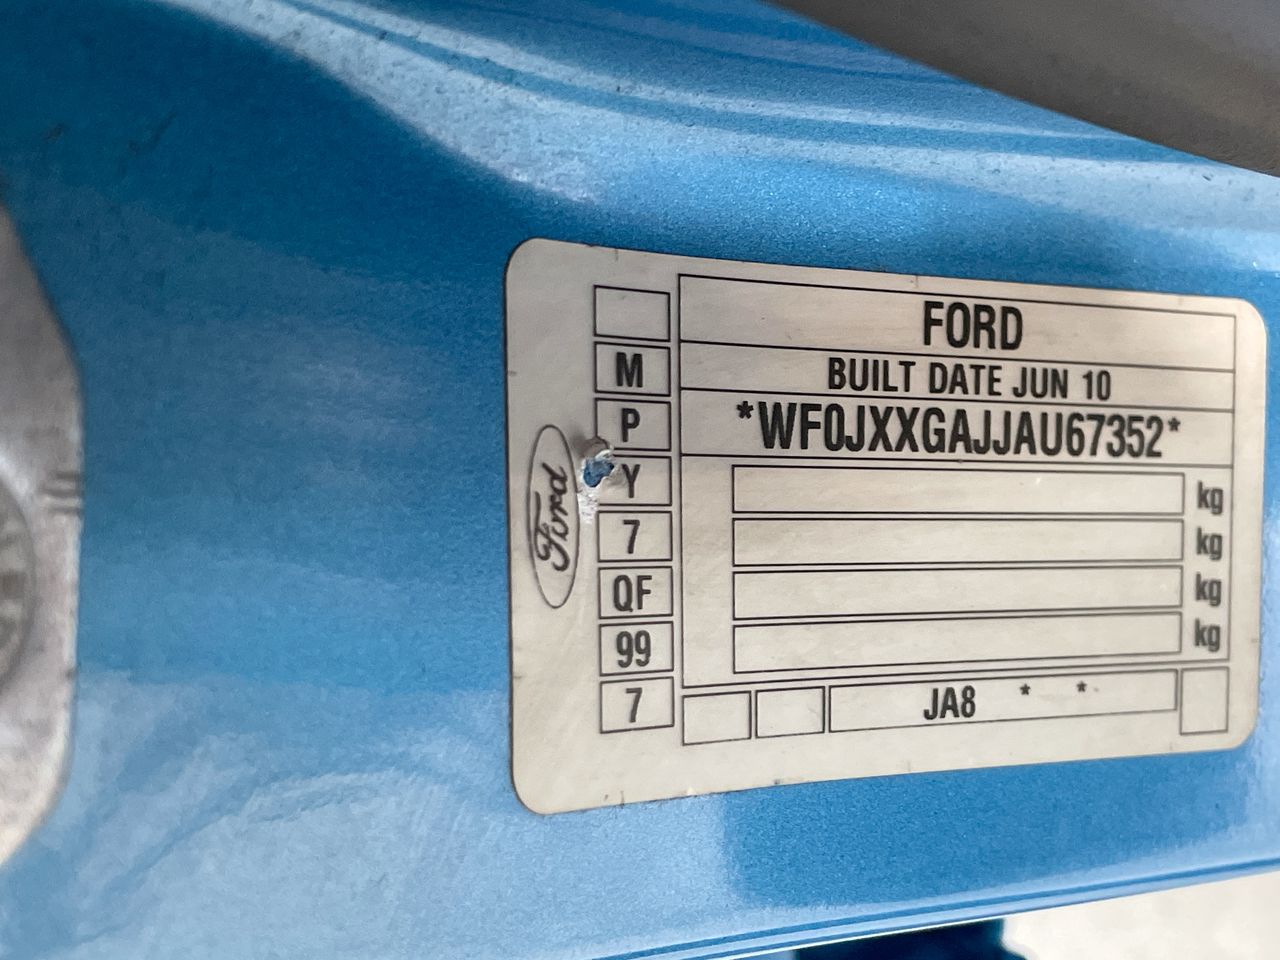 FORD
BUILT DATE JUN 10
*WF0JXXGAJJAU67352*
kg
kg
kg
kg
JA8 * *
M
P
Y
7
QF
99
7
Ford